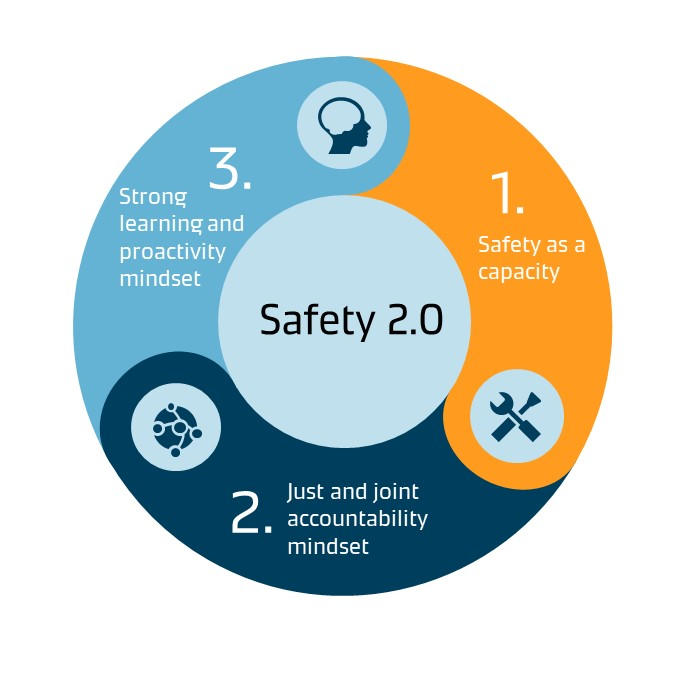 Safety 2.0
1.
Safety as a
capacity
2.
Just and joint
accountability
mindset
3.
Strong
learning and
proactivity
mindset